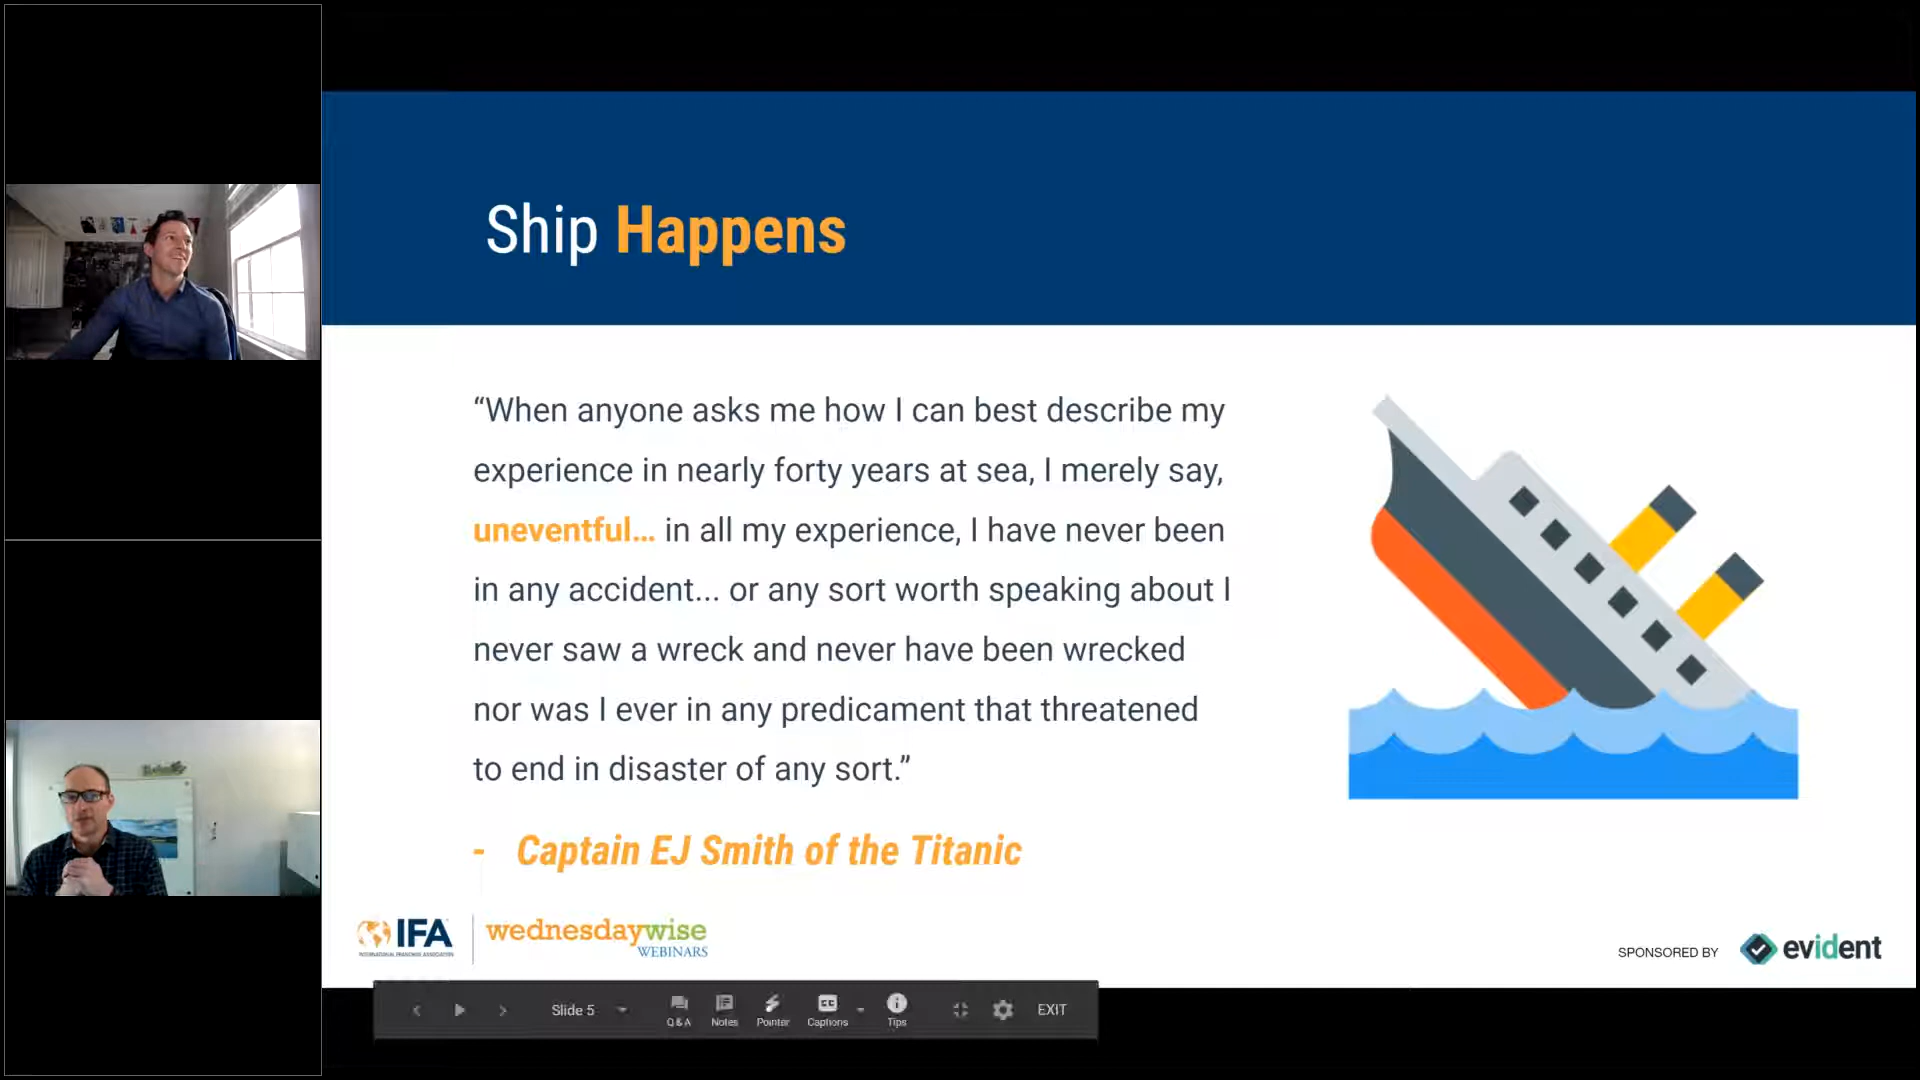 Ship Happens
“When anyone asks me how I can best describe my
experience in nearly forty years at sea, I merely say,
uneventful... in all my experience, I have never been
in any accident... or any sort worth speaking about I
never saw a wreck and never have been wrecked
nor was I ever in any predicament that threatened
to end in disaster of any sort.”
- Captain EJ Smith of the Titanic
IFA
INTERNATIONAL FRANCHISE ASSOCIATION
wednesdaywise
WEBINARS
SPONSORED BY
evident
Slide 5
Q & A
Notes
Pointer
CC
Captions
Tips
EXIT